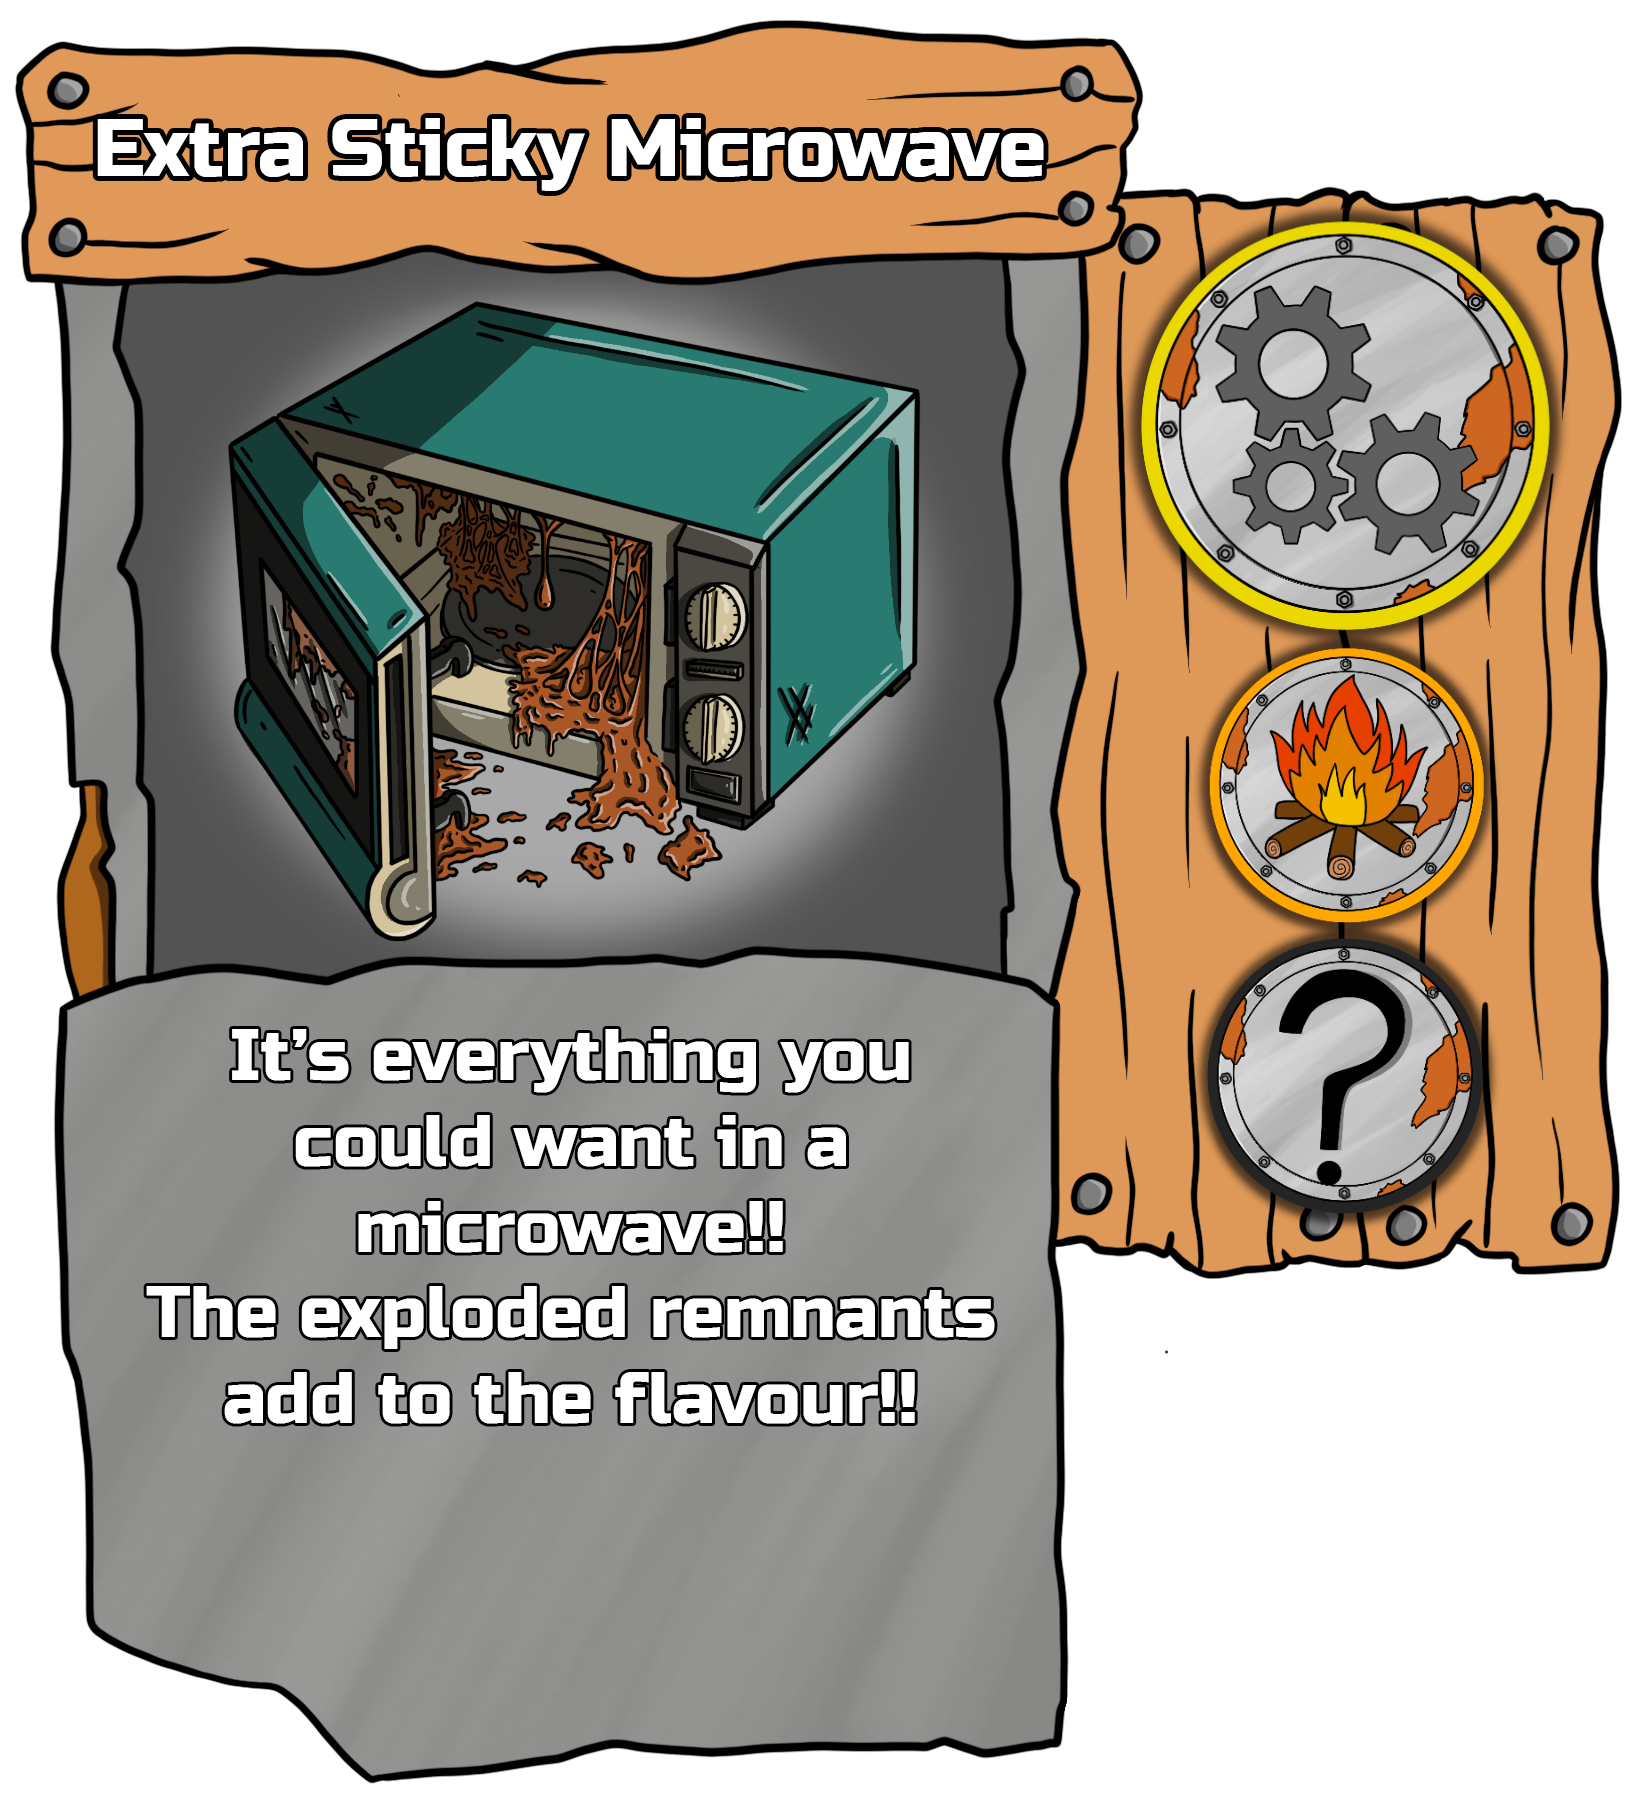 Extra Sticky Microwave
It’s everything you
could want in a
microwave!!
The exploded remnants
add to the flavour!!
?